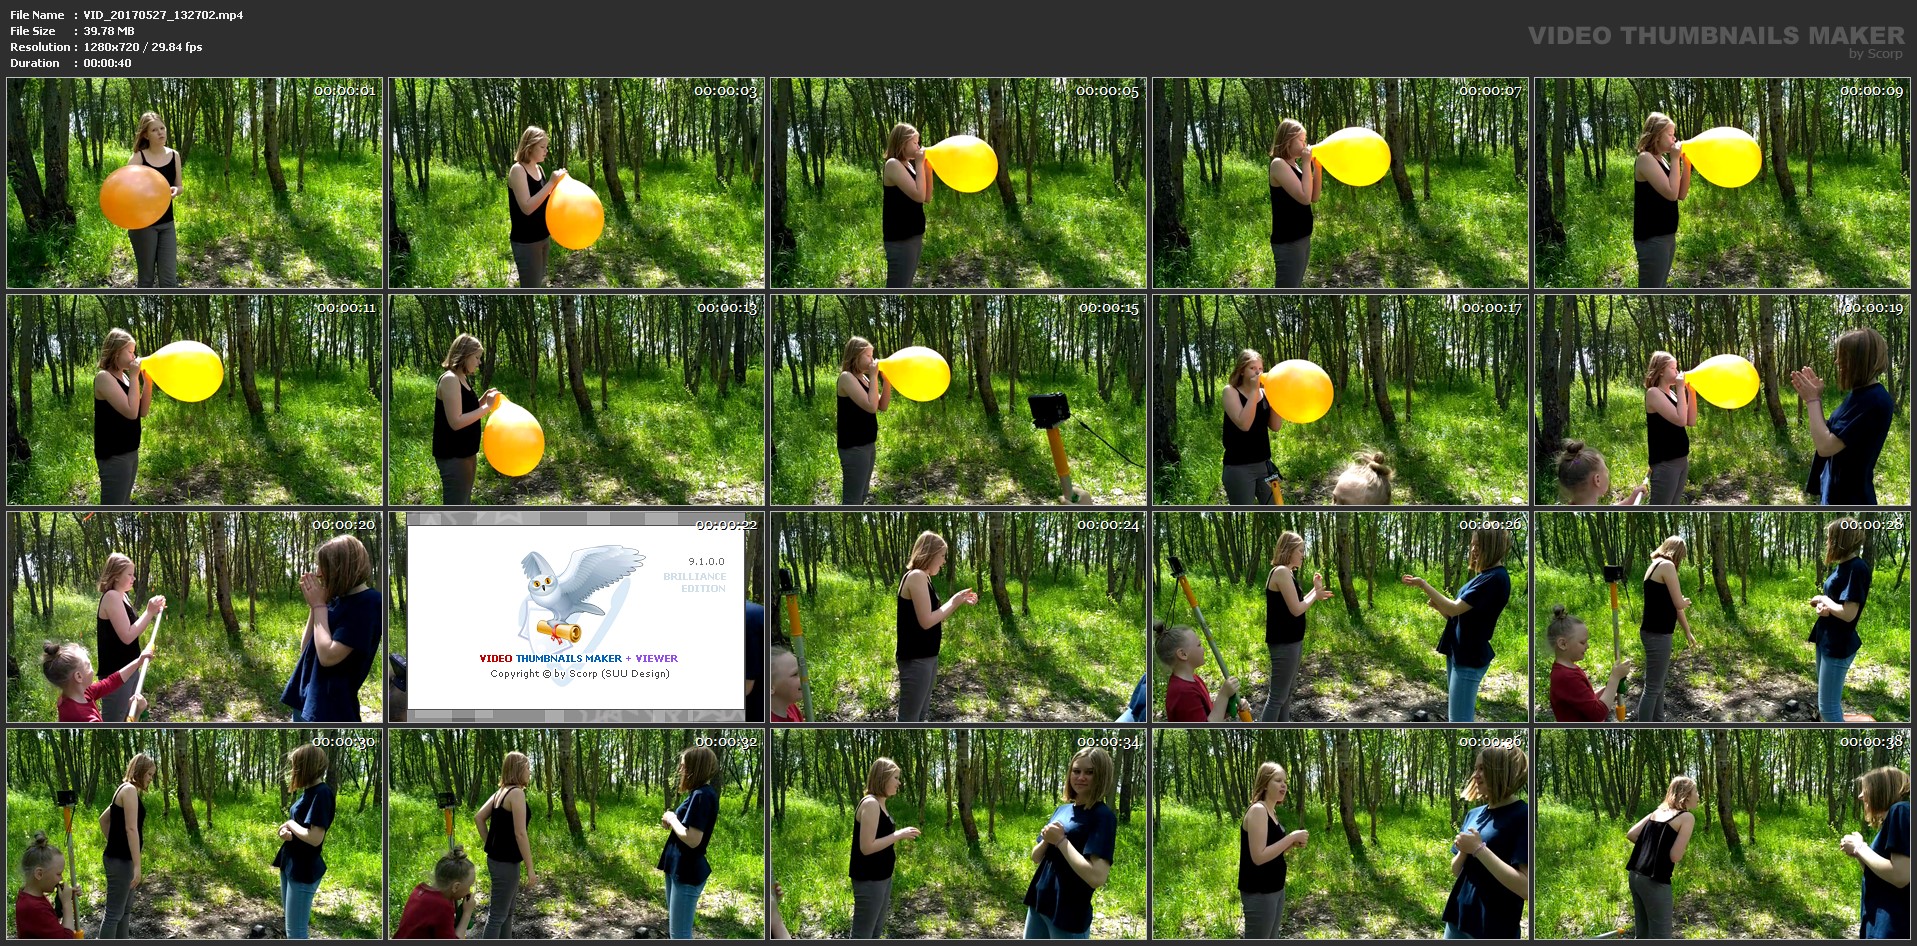 File Name : VID_20170527_132702.mp4
File Size : 39.78 MB
Resolution : 1280x720 / 29.84 fps
Duration : 00:00:40
VIDEO THUMBNAILS MAKER
by Scorp
00:00:01
00:00:03
00:00:05
00:00:07
00:00:09
00:00:11
00:00:13
00:00:15
00:00:17
00:00:19
00:00:20
00:00:22
9.1.0.0
BRILLIANCE
EDITION
VIDEO THUMBNAILS MAKER + VIEWER
Copyright © by Scorp (SUU Design)
00:00:24
00:00:26
00:00:28
00:00:30
00:00:32
00:00:34
00:00:36
00:00:38